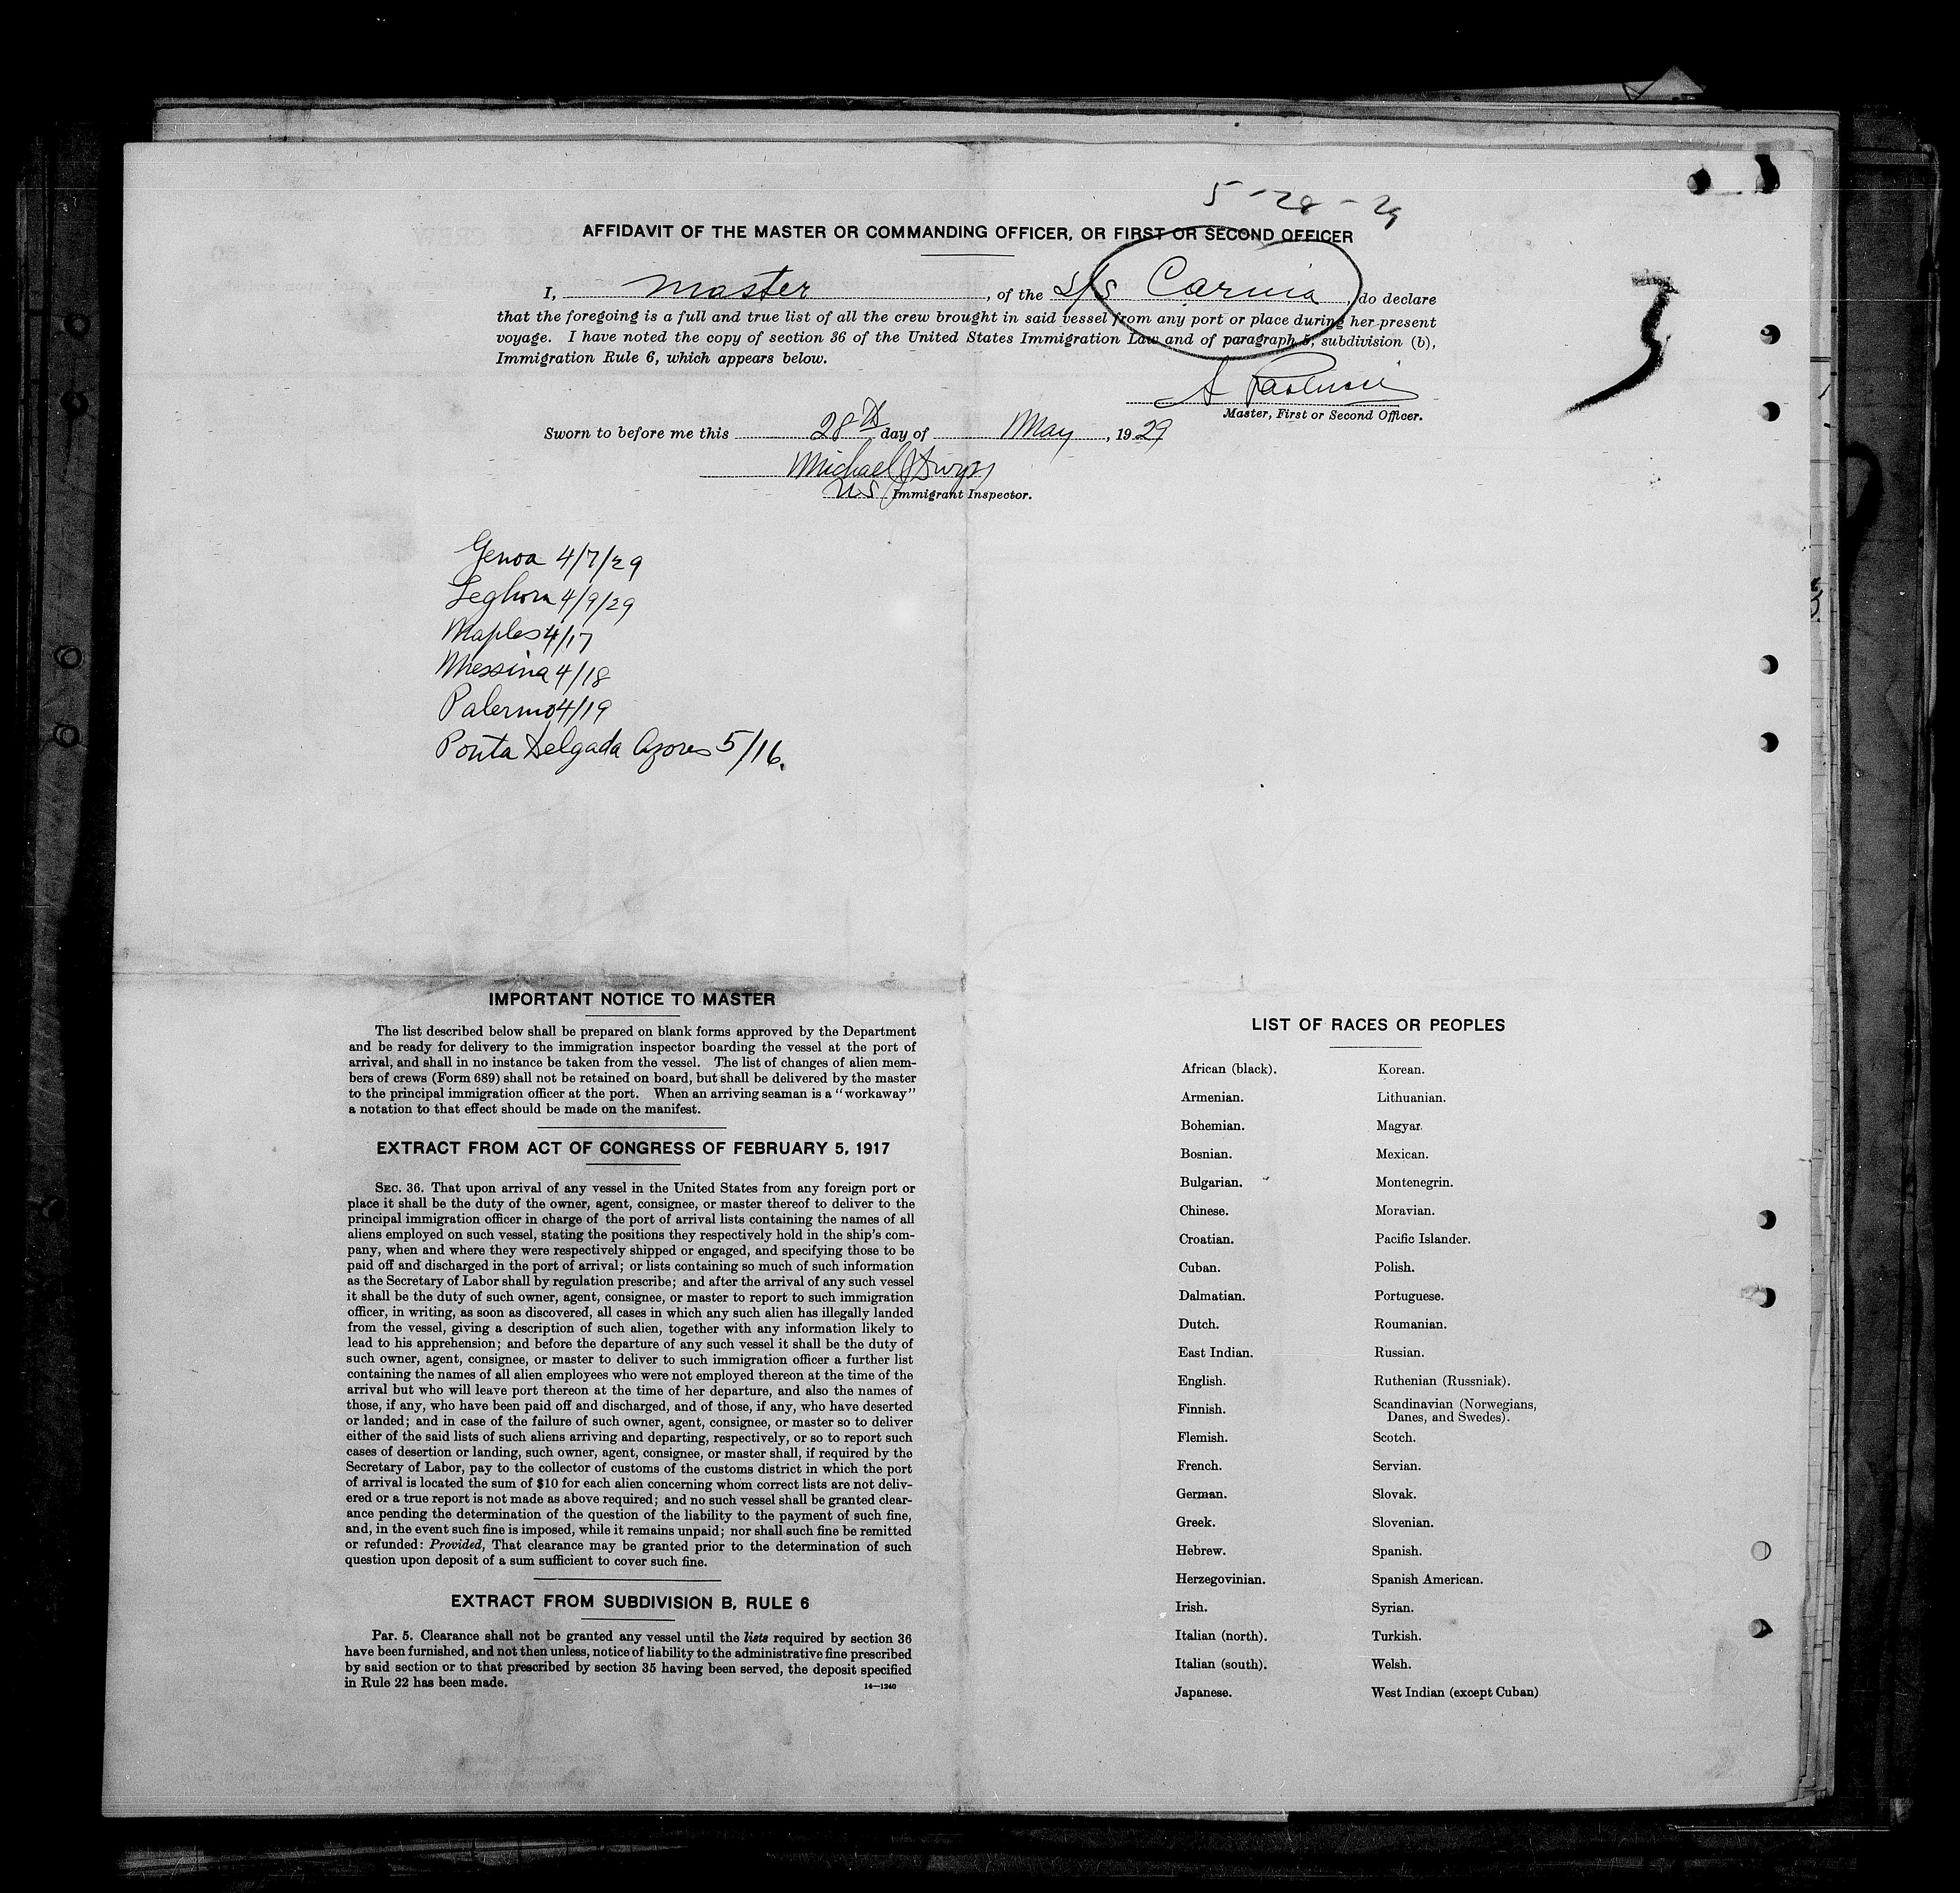 5-28-29
AFFIDAVIT OF THE MASTER OR COMMANDING OFFICER, OR FIRST OR SECOND OFFICER
I, master, of the S/S Carnia, do declare
that the foregoing is a full and true list of all the crew brought in said vessel from any port or place during her present
voyage. I have noted the copy of section 36 of the United States Immigration Law and of paragraph 5, subdivision (b),
Immigration Rule 6, which appears below.
3
A
Master, First or Second Officer.
Sworn to before me this 28th day of May, 1929
Michael J
U.S. Immigrant Inspector.
Genoa 4/7/29
Leghorn 4/9/29
Naples 4/17
Messina 4/18
Palermo 4/19
Ponta Delgada Azores 5/16.
IMPORTANT NOTICE TO MASTER
The list described below shall be prepared on blank forms approved by the Department
and be ready for delivery to the immigration inspector boarding the vessel at the port of
arrival, and shall in no instance be taken from the vessel. The list of changes of alien mem-
bers of crews (Form 689) shall not be retained on board, but shall be delivered by the master
to the principal immigration officer at the port. When an arriving seaman is a "workaway"
a notation to that effect should be made on the manifest.
EXTRACT FROM ACT OF CONGRESS OF FEBRUARY 5, 1917
SEC. 36. That upon arrival of any vessel in the United States from any foreign port or
place it shall be the duty of the owner, agent, consignee, or master thereof to deliver to the
principal immigration officer in charge of the port of arrival lists containing the names of all
aliens employed on such vessel, stating the positions they respectively hold in the ship's com-
pany, when and where they were respectively shipped or engaged, and specifying those to be
paid off and discharged in the port of arrival; or lists containing so much of such information
as the Secretary of Labor shall by regulation prescribe; and after the arrival of any such vessel
it shall be the duty of such owner, agent, consignee, or master to report to such immigration
officer, in writing, as soon as discovered, all cases in which any such alien has illegally landed
from the vessel, giving a description of such alien, together with any information likely to
lead to his apprehension; and before the departure of any such vessel it shall be the duty of
such owner, agent, consignee, or master to deliver to such immigration officer a further list
containing the names of all alien employees who were not employed thereon at the time of the
arrival but who will leave port thereon at the time of her departure, and also the names of
those, if any, who have been paid off and discharged, and of those, if any, who have deserted
or landed; and in case of the failure of such owner, agent, consignee, or master so to deliver
either of the said lists of such aliens arriving and departing, respectively, or so to report such
cases of desertion or landing, such owner, agent, consignee, or master shall, if required by the
Secretary of Labor, pay to the collector of customs of the customs district in which the port
of arrival is located the sum of $10 for each alien concerning whom correct lists are not deliv-
ered or a true report is not made as above required; and no such vessel shall be granted clear-
ance pending the determination of the question of the liability to the payment of such fine,
and, in the event such fine is imposed, while it remains unpaid; nor shall such fine be remitted
or refunded: Provided, That clearance may be granted prior to the determination of such
question upon deposit of a sum sufficient to cover such fine.
EXTRACT FROM SUBDIVISION B, RULE 6
Par. 5. Clearance shall not be granted any vessel until the lists required by section 36
have been furnished, and not then unless, notice of liability to the administrative fine prescribed
by said section or to that prescribed by section 35 having been served, the deposit specified
in Rule 22 has been made.
14—1240
LIST OF RACES OR PEOPLES
African (black).
Armenian.
Bohemian.
Bosnian.
Bulgarian.
Chinese.
Croatian.
Cuban.
Dalmatian.
Dutch.
East Indian.
English.
Finnish.
Flemish.
French.
German.
Greek.
Hebrew.
Herzegovinian.
Irish.
Italian (north).
Italian (south).
Japanese.
Korean.
Lithuanian.
Magyar.
Mexican.
Montenegrin.
Moravian.
Pacific Islander.
Polish.
Portuguese.
Roumanian.
Russian.
Ruthenian (Russniak).
Scandinavian (Norwegians,
Danes, and Swedes).
Scotch.
Servian.
Slovak.
Slovenian.
Spanish.
Spanish American.
Syrian.
Turkish.
Welsh.
West Indian (except Cuban)